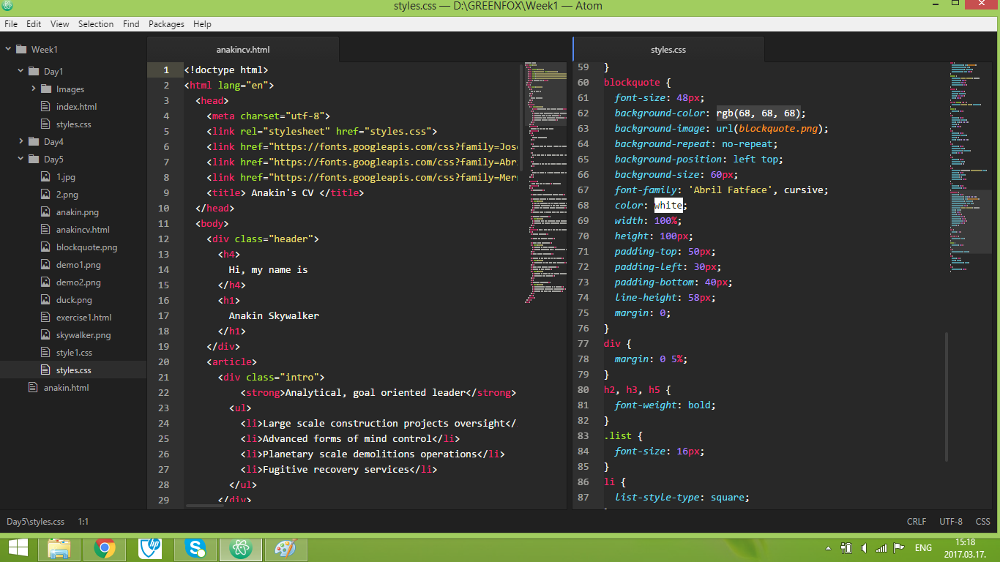 styles.css — D:\GREENFOX\Week1 — Atom
File Edit View Selection Find Packages Help
Week1
Day1
Images
index.html
styles.css
Day4
Day5
1.jpg
2.png
anakin.png
anakincv.html
blockquote.png
demo1.png
demo2.png
duck.png
exercise1.html
skywalker.png
style1.css
styles.css
anakin.html
anakincv.html
1 <!doctype html>
2 <html lang="en">
3 <head>
4 <meta charset="utf-8">
5 <link rel="stylesheet" href="styles.css">
6 <link href="https://fonts.googleapis.com/css?family=Jose
7 <link href="https://fonts.googleapis.com/css?family=Abri
8 <link href="https://fonts.googleapis.com/css?family=Merr
9 <title> Anakin's CV </title>
10 </head>
11 <body>
12 <div class="header">
13 <h4>
14 Hi, my name is
15 </h4>
16 <h1>
17 Anakin Skywalker
18 </h1>
19 </div>
20 <article>
21 <div class="intro">
22 <strong>Analytical, goal oriented leader</strong>
23 <ul>
24 <li>Large scale construction projects oversight</
25 <li>Advanced forms of mind control</li>
26 <li>Planetary scale demolitions operations</li>
27 <li>Fugitive recovery services</li>
28 </ul>
29 </div>
styles.css
59 }
60 blockquote {
61 font-size: 48px;
62 background-color: rgb(68, 68, 68);
63 background-image: url(blockquote.png);
64 background-repeat: no-repeat;
65 background-position: left top;
66 background-size: 60px;
67 font-family: 'Abril Fatface', cursive;
68 color: white;
69 width: 100%;
70 height: 100px;
71 padding-top: 50px;
72 padding-left: 30px;
73 padding-bottom: 40px;
74 line-height: 58px;
75 margin: 0;
76 }
77 div {
78 margin: 0 5%;
79 }
80 h2, h3, h5 {
81 font-weight: bold;
82 }
83 .list {
84 font-size: 16px;
85 }
86 li {
87 list-style-type: square;
Day5\styles.css 1:1 CRLF UTF-8 CSS
hp
ENG
15:18
2017.03.17.